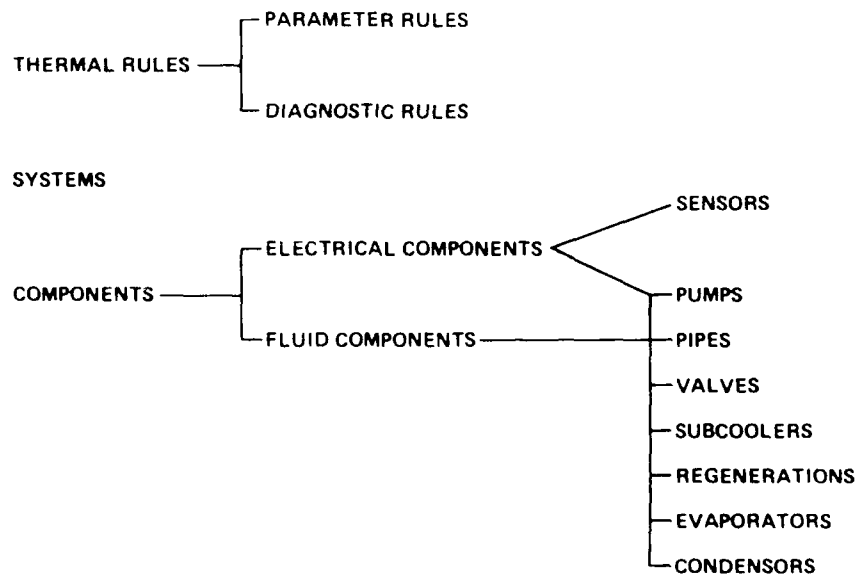 PARAMETER RULES
THERMAL RULES
DIAGNOSTIC RULES
SYSTEMS
SENSORS
ELECTRICAL COMPONENTS
COMPONENTS
PUMPS
FLUID COMPONENTS
PIPES
VALVES
SUBCOOLERS
REGENERATIONS
EVAPORATORS
CONDENSORS